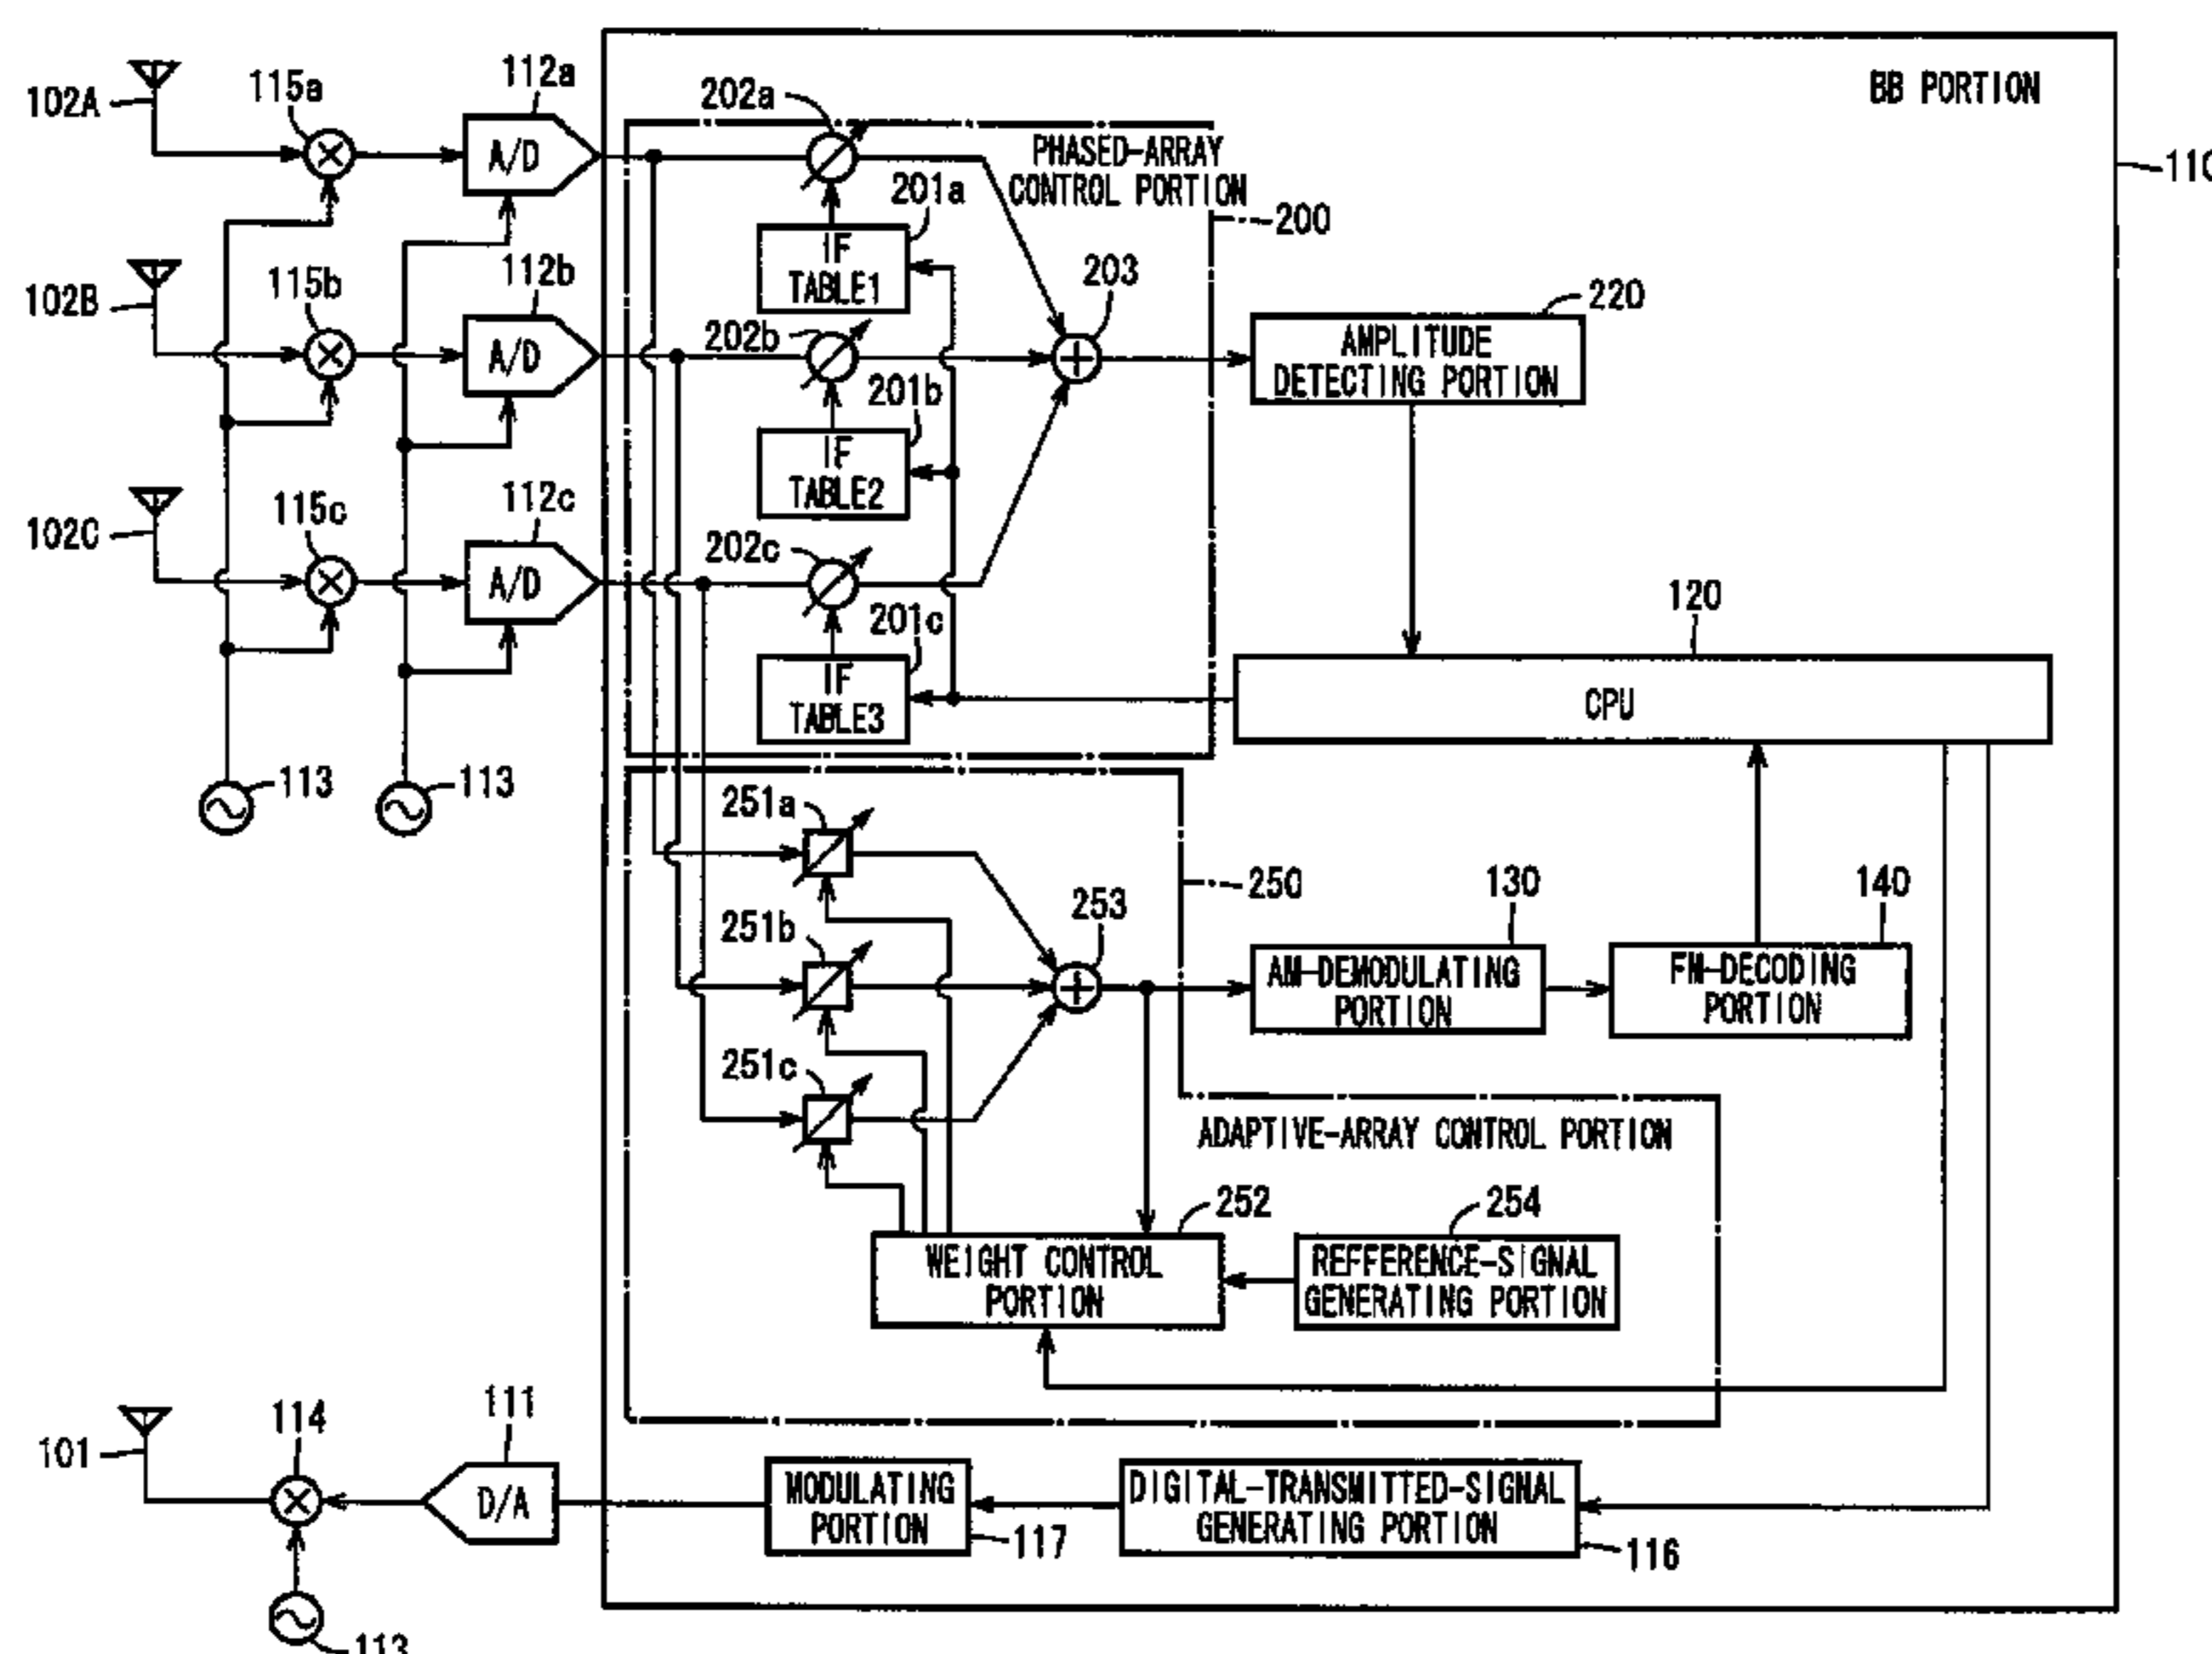 BB PORTION
102A
115a
112a
A/D
202a
PHASED-ARRAY
CONTROL PORTION
201a
200
IF
TABLE1
102B
115b
112b
A/D
202b
203
220
AMPLITUDE
DETECTING PORTION
201b
IF
TABLE2
102C
115c
112c
A/D
202c
201c
IF
TABLE3
120
CPU
113
113
251a
250
130
140
251b
253
AM-DEMODULATING
PORTION
FM-DECODING
PORTION
251c
ADAPTIVE-ARRAY CONTROL PORTION
252
254
WEIGHT CONTROL
PORTION
REFFERENCE-SIGNAL
GENERATING PORTION
101
114
111
D/A
MODULATING
PORTION
117
DIGITAL-TRANSMITTED-SIGNAL
GENERATING PORTION
116
113